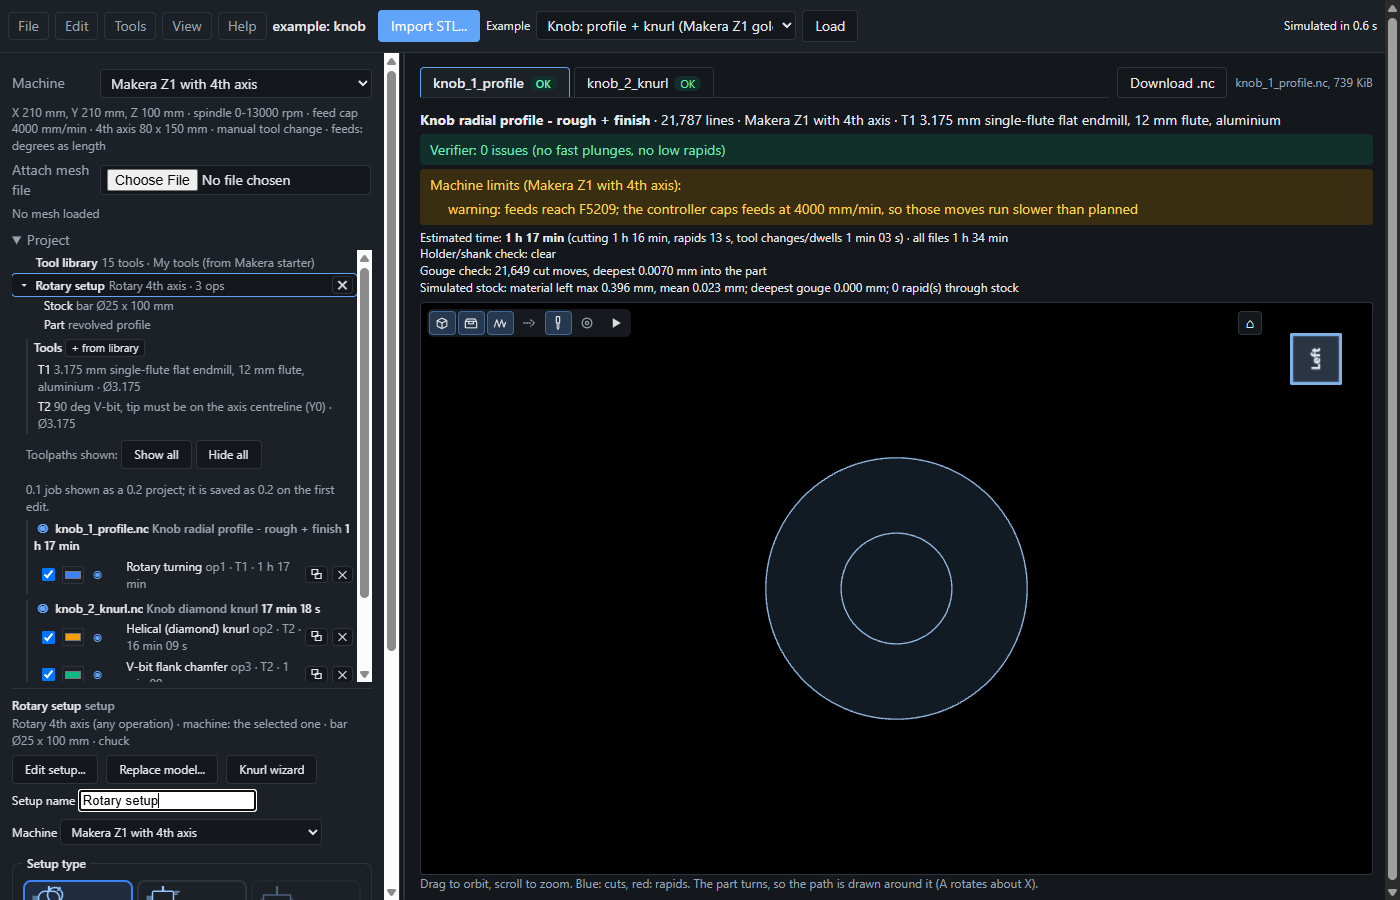 File Edit Tools View Help example: knob Import STL... Example Knob: profile + knurl (Makera Z1 gol Load Simulated in 0.6 s
Machine Makera Z1 with 4th axis
X 210 mm, Y 210 mm, Z 100 mm · spindle 0-13000 rpm · feed cap
4000 mm/min · 4th axis 80 x 150 mm · manual tool change · feeds:
degrees as length
Attach mesh
file
Choose File No file chosen
No mesh loaded
Project
Tool library 15 tools · My tools (from Makera starter)
Rotary setup Rotary 4th axis · 3 ops
Stock bar Ø25 x 100 mm
Part revolved profile
Tools + from library
T1 3.175 mm single-flute flat endmill, 12 mm flute,
aluminium · Ø3.175
T2 90 deg V-bit, tip must be on the axis centreline (Y0) ·
Ø3.175
Toolpaths shown: Show all Hide all
0.1 job shown as a 0.2 project; it is saved as 0.2 on the first
edit.
knob_1_profile.nc Knob radial profile - rough + finish 1
h 17 min
Rotary turning op1 · T1 · 1 h 17
min
knob_2_knurl.nc Knob diamond knurl 17 min 18 s
Helical (diamond) knurl op2 · T2 ·
16 min 09 s
V-bit flank chamfer op3 · T2 · 1
Rotary setup setup
Rotary 4th axis (any operation) · machine: the selected one · bar
Ø25 x 100 mm · chuck
Edit setup... Replace model... Knurl wizard
Setup name Rotary setup
Machine Makera Z1 with 4th axis
Setup type
knob_1_profile OK knob_2_knurl OK Download .nc knob_1_profile.nc, 739 KiB
Knob radial profile - rough + finish · 21,787 lines · Makera Z1 with 4th axis · T1 3.175 mm single-flute flat endmill, 12 mm flute, aluminium
Verifier: 0 issues (no fast plunges, no low rapids)
Machine limits (Makera Z1 with 4th axis):
warning: feeds reach F5209; the controller caps feeds at 4000 mm/min, so those moves run slower than planned
Estimated time: 1 h 17 min (cutting 1 h 16 min, rapids 13 s, tool changes/dwells 1 min 03 s) · all files 1 h 34 min
Holder/shank check: clear
Gouge check: 21,649 cut moves, deepest 0.0070 mm into the part
Simulated stock: material left max 0.396 mm, mean 0.023 mm; deepest gouge 0.000 mm; 0 rapid(s) through stock
Left
Drag to orbit, scroll to zoom. Blue: cuts, red: rapids. The part turns, so the path is drawn around it (A rotates about X).